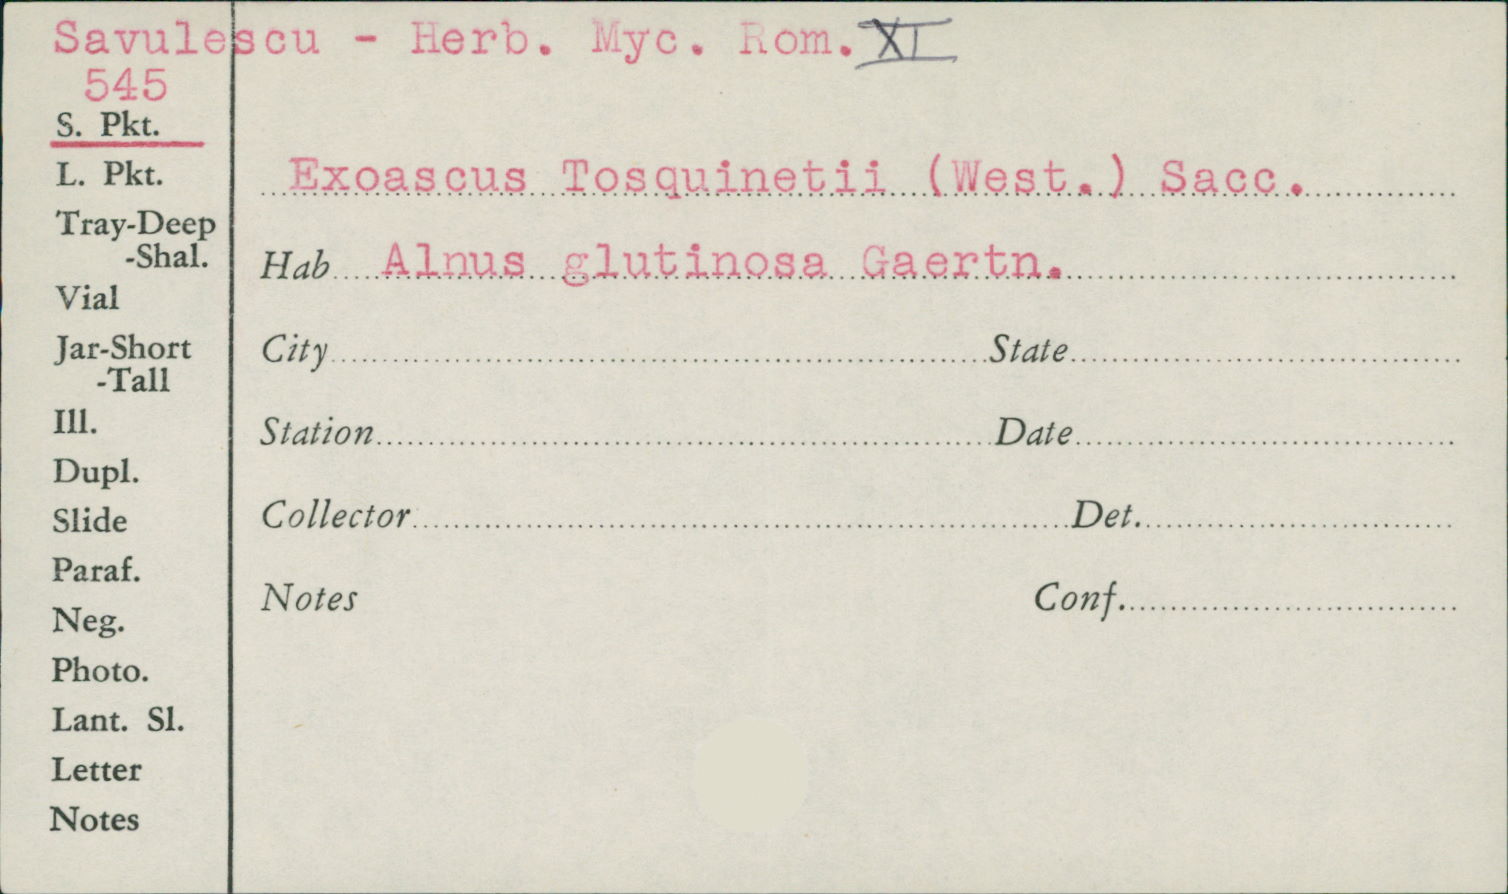 Savulescu - Herb. Myc. Rom. XI
545
S. Pkt.
L. Pkt.
Tray-Deep
-Shal.
Vial
Jar-Short
-Tall
Ill.
Dupl.
Slide
Paraf.
Neg.
Photo.
Lant. Sl.
Letter
Notes
Exoascus Tosquinetii (West.) Sacc.
Hab Alnus glutinosa Gaertn.
City State
Station Date
Collector Det.
Notes Conf.